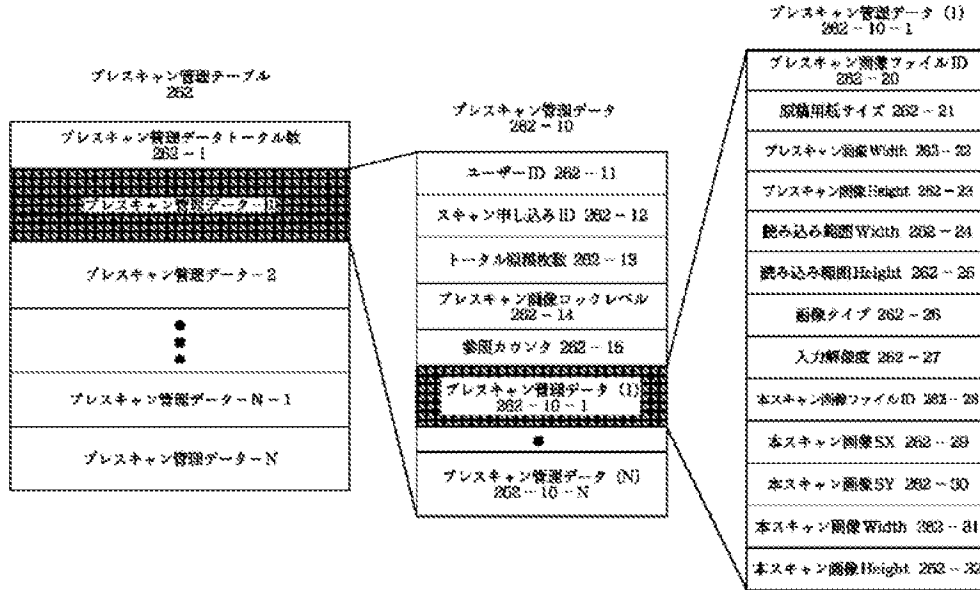 プレスキャン管理テーブル
262
プレスキャン管理データトータル数
262-1
プレスキャン管理データ-1
プレスキャン管理データ-2
プレスキャン管理データ-N-1
プレスキャン管理データ-N
プレスキャン管理データ
262-10
ユーザーID 262-11
スキャン申し込みID 262-12
トータル原稿枚数 262-13
プレスキャン画像ロックレベル
262-14
参照カウンタ 262-15
プレスキャン管理データ (1)
262-10-1
プレスキャン管理データ (N)
262-10-N
プレスキャン管理データ (1)
262-10-1
プレスキャン画像ファイルID
262-20
原稿用紙サイズ 262-21
プレスキャン画像Width 262-22
プレスキャン画像Height 262-23
読み込み範囲Width 262-24
読み込み範囲Height 262-25
画像タイプ 262-26
入力解像度 262-27
本スキャン画像ファイルID 262-28
本スキャン画像SX 262-29
本スキャン画像SY 262-30
本スキャン画像Width 262-31
本スキャン画像Height 262-32